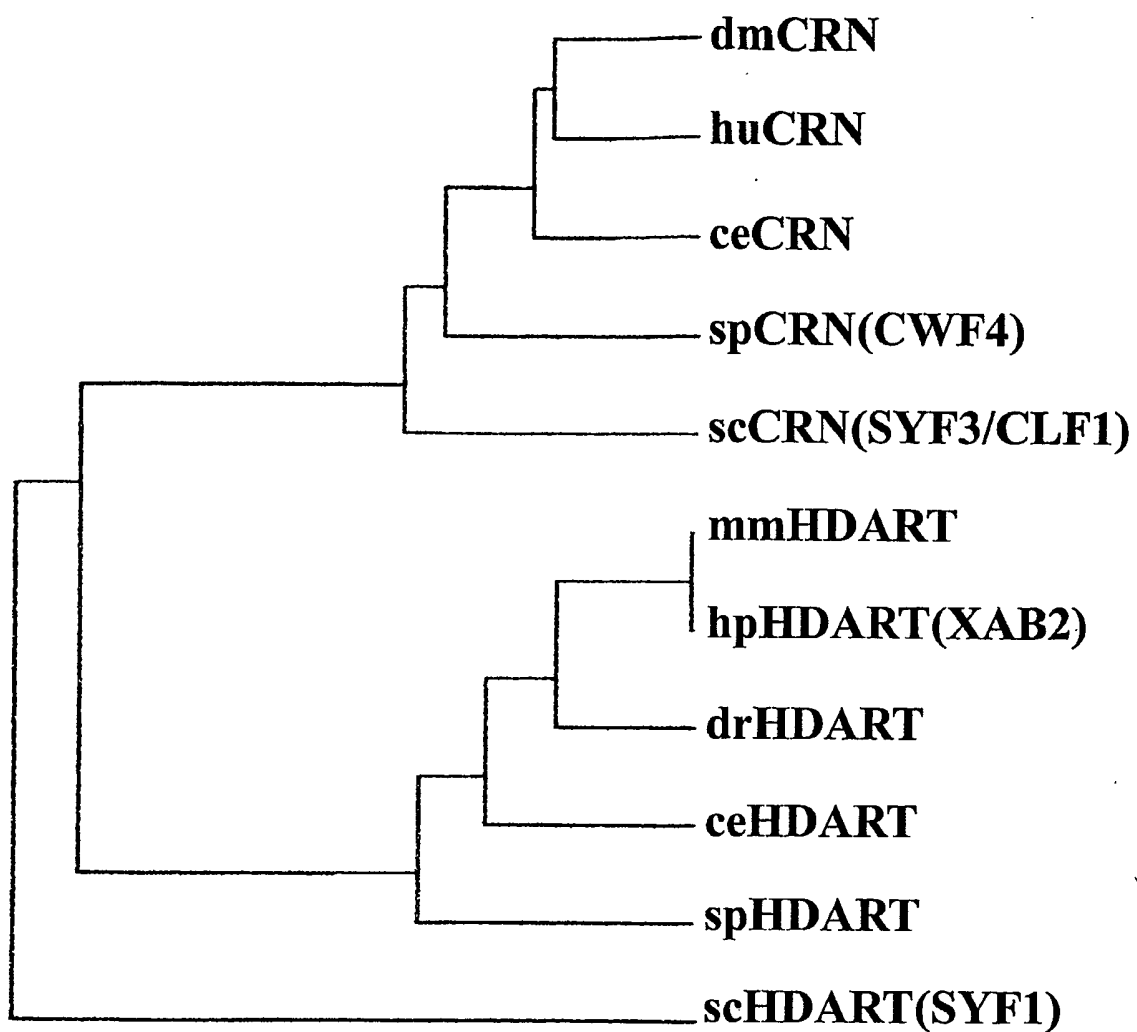 dmCRN
huCRN
ceCRN
spCRN(CWF4)
scCRN(SYF3/CLF1)
mmHDART
hpHDART(XAB2)
drHDART
ceHDART
spHDART
scHDART(SYF1)